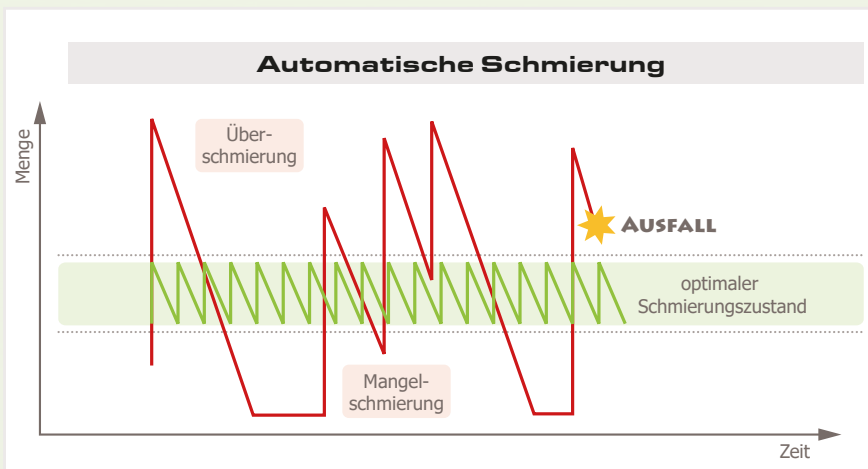 Automatische Schmierung
Menge
Über-
schmierung
AUSFALL
optimaler
Schmierungszustand
Mangel-
schmierung
Zeit